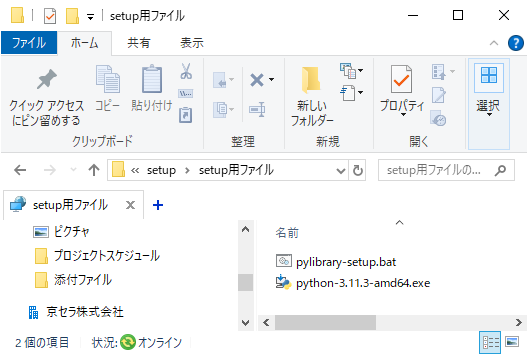 setup用ファイル
ファイル ホーム 共有 表示
クイック アクセス
にピン留めする
コピー 貼り付け
新しい
フォルダー
プロパティ
選択
クリップボード 整理 新規 開く
« setup › setup用ファイル
setup用ファイルの...
setup用ファイル
ピクチャ
プロジェクトスケジュール
添付ファイル
京セラ株式会社
名前
pylibrary-setup.bat
python-3.11.3-amd64.exe
2 個の項目 状況: オンライン